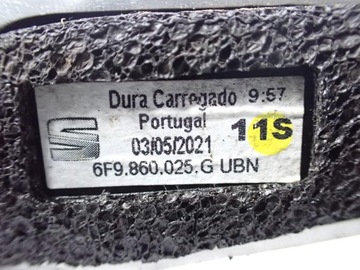 Dura Carregado 9:57
Portugal 11S
03/05/2021
6F9.860.025.G UBN